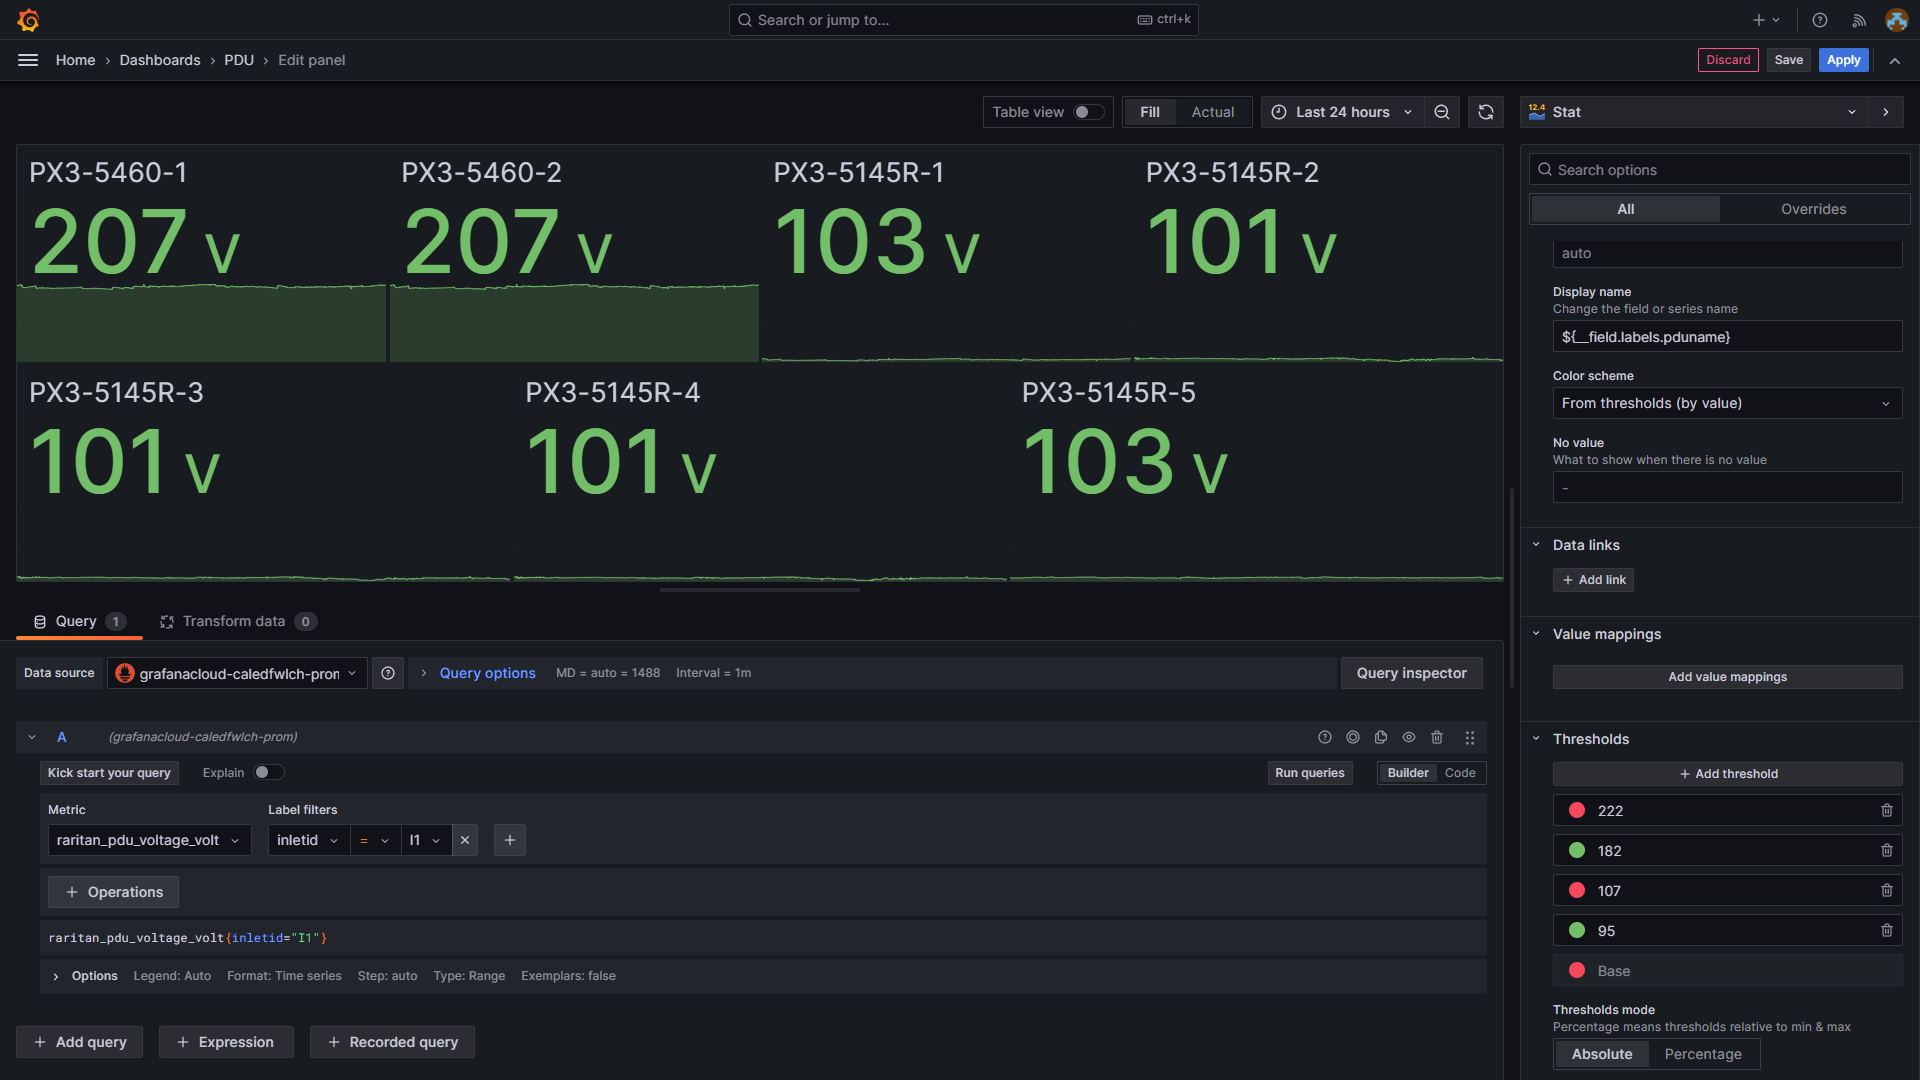 Search or jump to...
ctrl+k
Home › Dashboards › PDU › Edit panel
Discard
Save
Apply
Table view
Fill
Actual
Last 24 hours
12.4
Stat
PX3-5460-1
207 V
PX3-5460-2
207 V
PX3-5145R-1
103 V
PX3-5145R-2
101 V
PX3-5145R-3
101 V
PX3-5145R-4
101 V
PX3-5145R-5
103 V
Query 1
Transform data 0
Data source
grafanacloud-caledfwlch-pron
Query options
MD = auto = 1488
Interval = 1m
Query inspector
A
(grafanacloud-caledfwlch-prom)
Kick start your query
Explain
Run queries
Builder
Code
Metric
Label filters
raritan_pdu_voltage_volt
inletid
=
I1
+ Operations
raritan_pdu_voltage_volt{inletid="I1"}
Options
Legend: Auto
Format: Time series
Step: auto
Type: Range
Exemplars: false
+ Add query
+ Expression
+ Recorded query
Search options
All
Overrides
auto
Display name
Change the field or series name
${__field.labels.pduname}
Color scheme
From thresholds (by value)
No value
What to show when there is no value
-
Data links
+ Add link
Value mappings
Add value mappings
Thresholds
+ Add threshold
222
182
107
95
Base
Thresholds mode
Percentage means thresholds relative to min & max
Absolute
Percentage